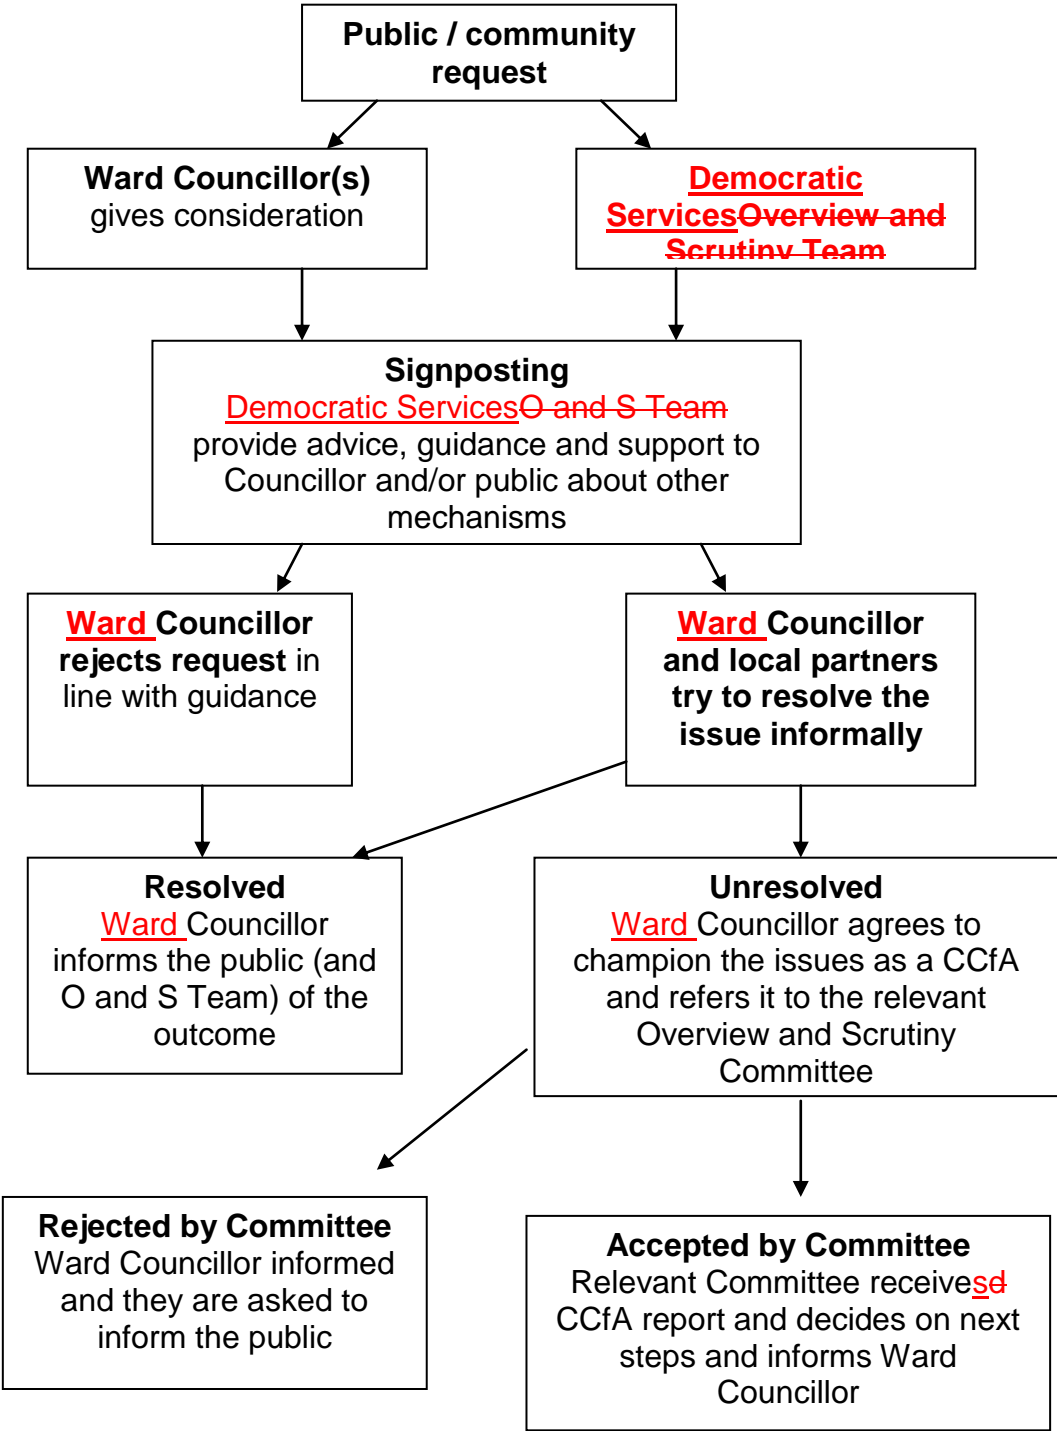 Public / community
request
Ward Councillor(s)
gives consideration
Democratic
ServicesOverview and
Scrutiny Team
Signposting
Democratic ServicesO and S Team
provide advice, guidance and support to
Councillor and/or public about other
mechanisms
Ward Councillor
rejects request in
line with guidance
Ward Councillor
and local partners
try to resolve the
issue informally
Resolved
Ward Councillor
informs the public (and
O and S Team) of the
outcome
Unresolved
Ward Councillor agrees to
champion the issues as a CCfA
and refers it to the relevant
Overview and Scrutiny
Committee
Rejected by Committee
Ward Councillor informed
and they are asked to
inform the public
Accepted by Committee
Relevant Committee receivesd
CCfA report and decides on next
steps and informs Ward
Councillor